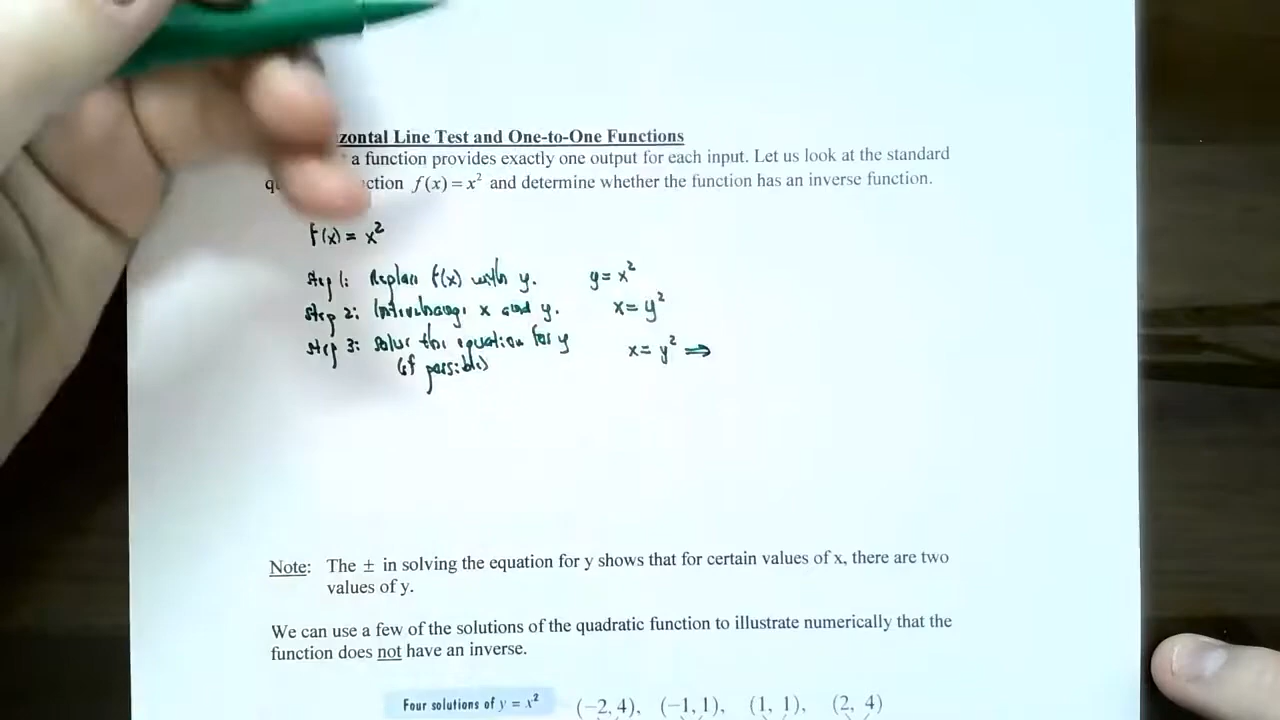 zontal Line Test and One-to-One Functions
a function provides exactly one output for each input. Let us look at the standard
ction f(x) = x² and determine whether the function has an inverse function.
f(x) = x²
Step 1: Replace f(x) with y. y = x²
Step 2: Interchange x and y. x = y²
Step 3: Solve the equation for y x = y² ⇒
(if possible)
Note: The ± in solving the equation for y shows that for certain values of x, there are two
values of y.
We can use a few of the solutions of the quadratic function to illustrate numerically that the
function does not have an inverse.
Four solutions of y = x² (−2, 4), (−1, 1), (1, 1), (2, 4)